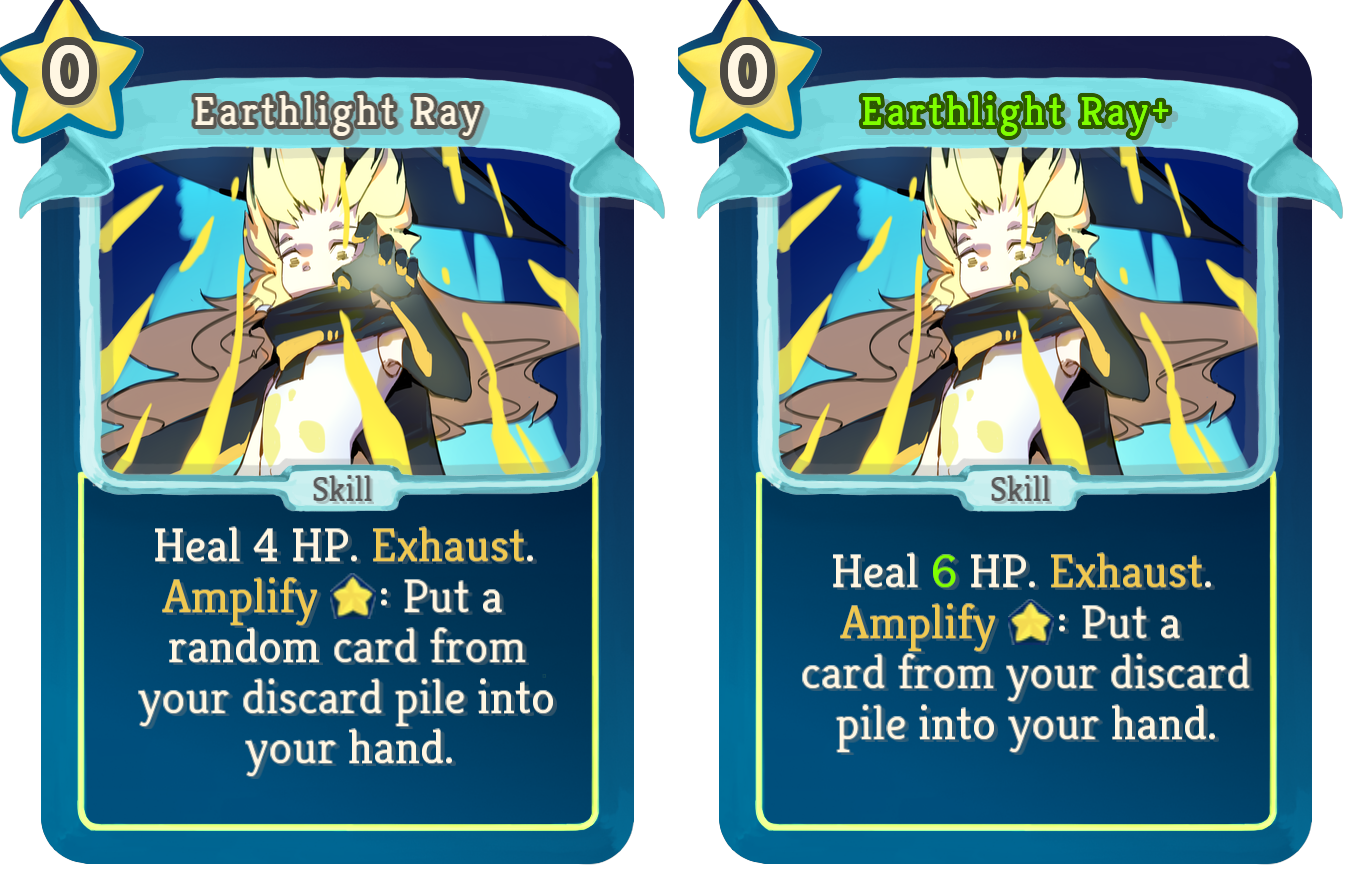 0
Earthlight Ray
Skill
Heal 4 HP. Exhaust.
Amplify : Put a
random card from
your discard pile into
your hand.
0
Earthlight Ray+
Skill
Heal 6 HP. Exhaust.
Amplify : Put a
card from your discard
pile into your hand.